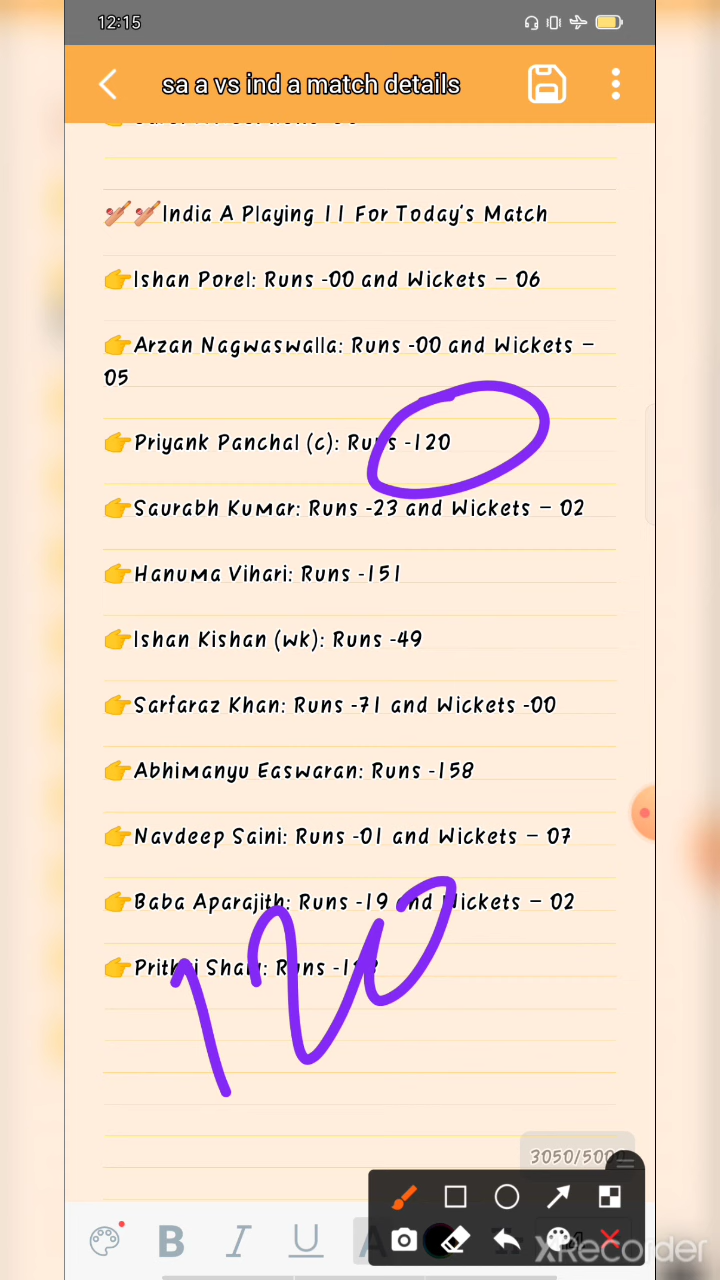 12:15
sa a vs ind a match details
🏏🏏India A Playing 11 For Today's Match
👉Ishan Porel: Runs -00 and Wickets – 06
👉Arzan Nagwaswalla: Runs -00 and Wickets –
05
👉Priyank Panchal (c): Runs -120
👉Saurabh Kumar: Runs -23 and Wickets – 02
👉Hanuma Vihari: Runs -151
👉Ishan Kishan (wk): Runs -49
👉Sarfaraz Khan: Runs -71 and Wickets -00
👉Abhimanyu Easwaran: Runs -158
👉Navdeep Saini: Runs -01 and Wickets – 07
👉Baba Aparajith: Runs -19 and Wickets – 02
👉Prithvi Shaw: Runs
120
3050/5000
B I U A
XRecorder